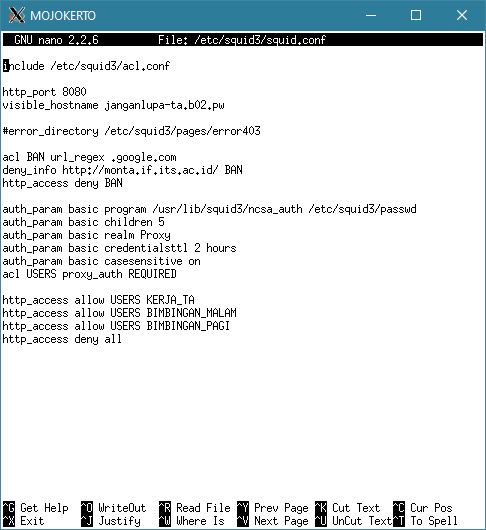 MOJOKERTO
GNU nano 2.2.6 File: /etc/squid3/squid.conf
include /etc/squid3/acl.conf
http_port 8080
visible_hostname janganlupa-ta.b02.pw
#error_directory /etc/squid3/pages/error403
acl BAN url_regex .google.com
deny_info http://monta.if.its.ac.id/ BAN
http_access deny BAN
auth_param basic program /usr/lib/squid3/ncsa_auth /etc/squid3/passwd
auth_param basic children 5
auth_param basic realm Proxy
auth_param basic credentialsttl 2 hours
auth_param basic casesensitive on
acl USERS proxy_auth REQUIRED
http_access allow USERS KERJA_TA
http_access allow USERS BIMBINGAN_MALAM
http_access allow USERS BIMBINGAN_PAGI
http_access deny all
^G Get Help ^O WriteOut ^R Read File ^Y Prev Page ^K Cut Text ^C Cur Pos
^X Exit ^J Justify ^W Where Is ^V Next Page ^U UnCut Text ^T To Spell